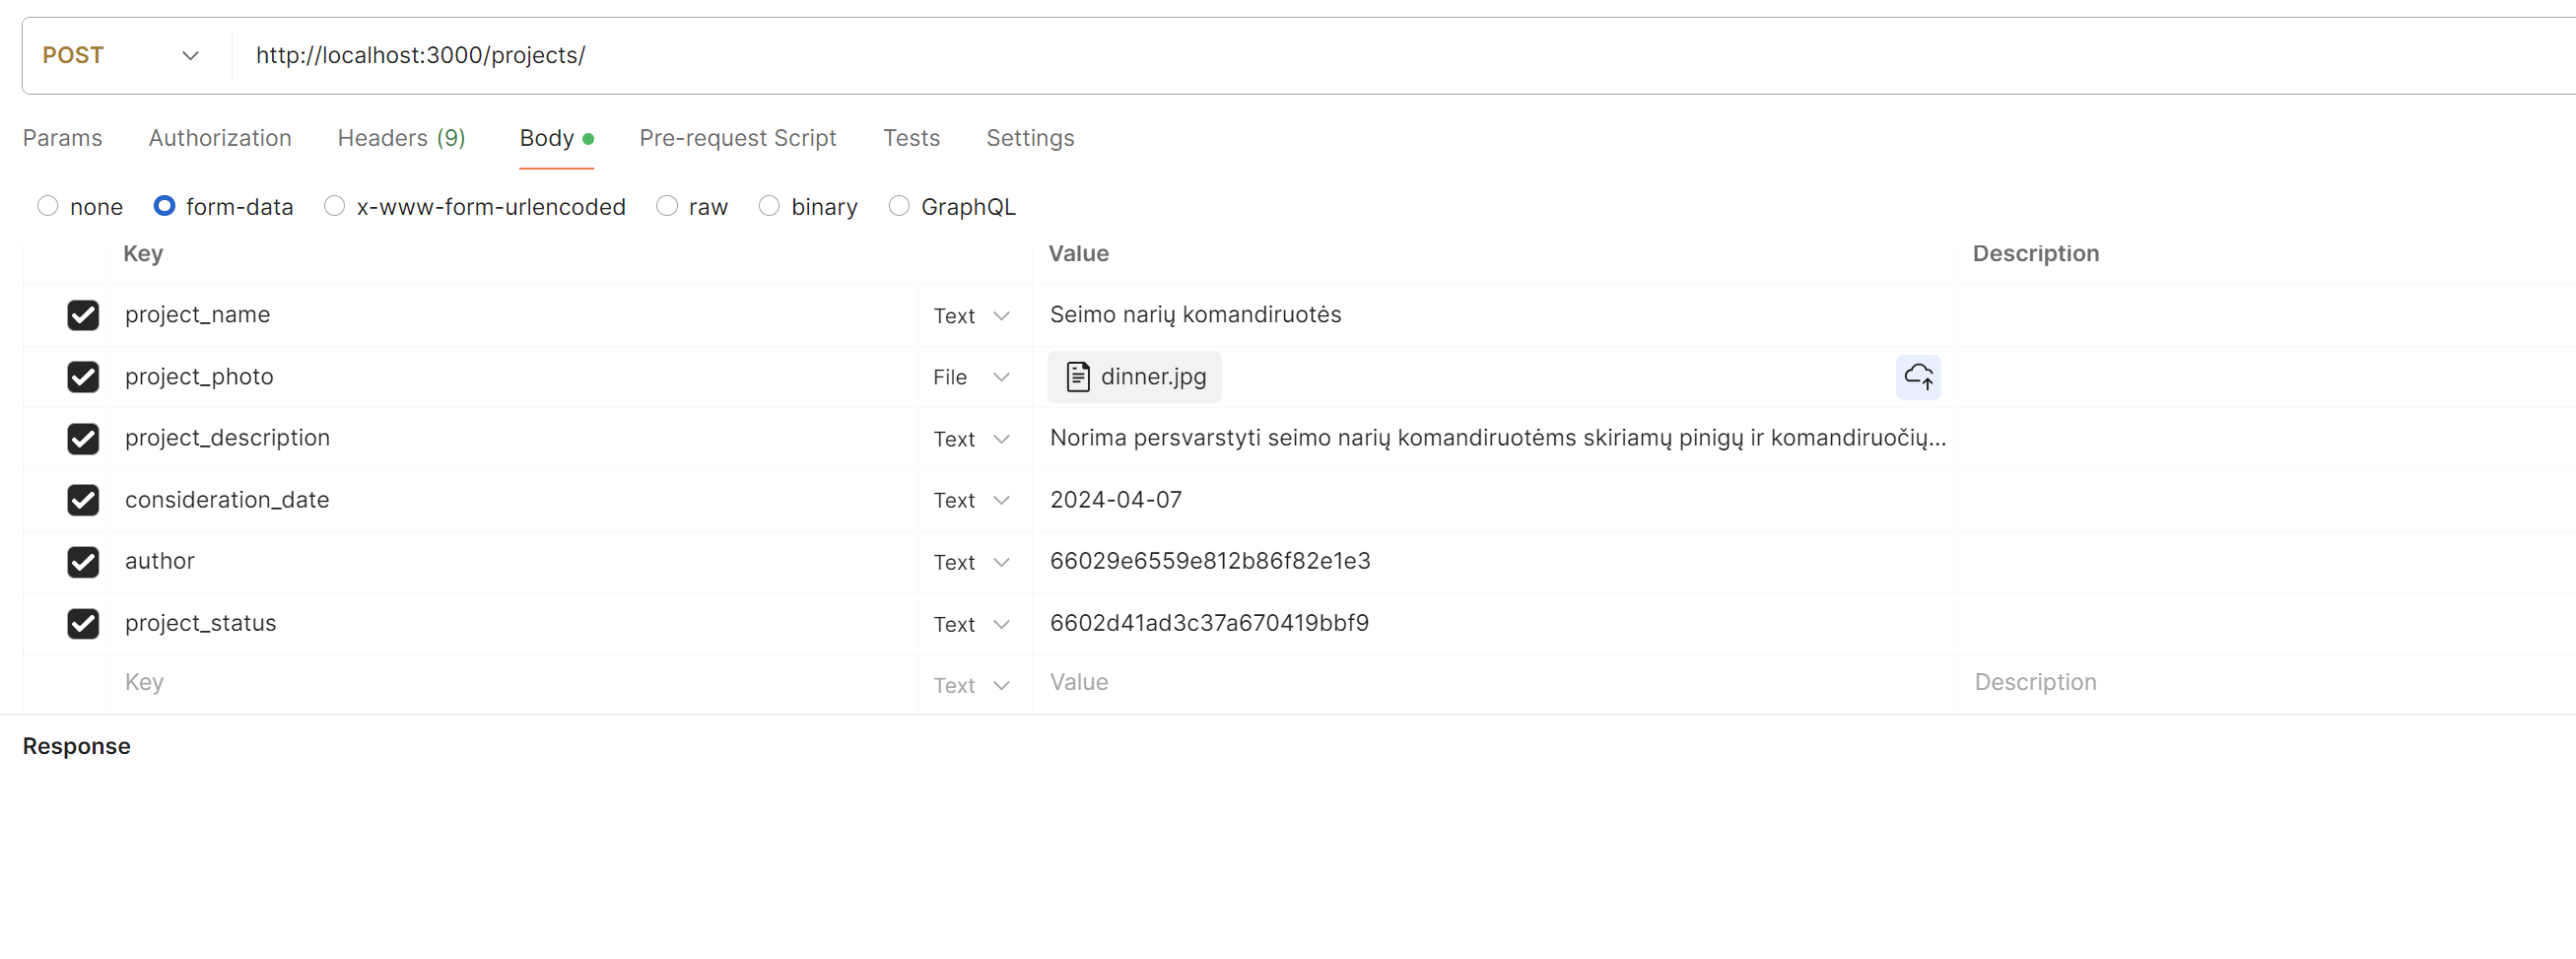 POST http://localhost:3000/projects/
Params Authorization Headers (9) Body Pre-request Script Tests Settings
none form-data x-www-form-urlencoded raw binary GraphQL
Key Value Description
project_name Text Seimo narių komandiruotės
project_photo File dinner.jpg
project_description Text Norima persvarstyti seimo narių komandiruotėms skiriamų pinigų ir komandiruočių...
consideration_date Text 2024-04-07
author Text 66029e6559e812b86f82e1e3
project_status Text 6602d41ad3c37a670419bbf9
Key Text Value Description
Response